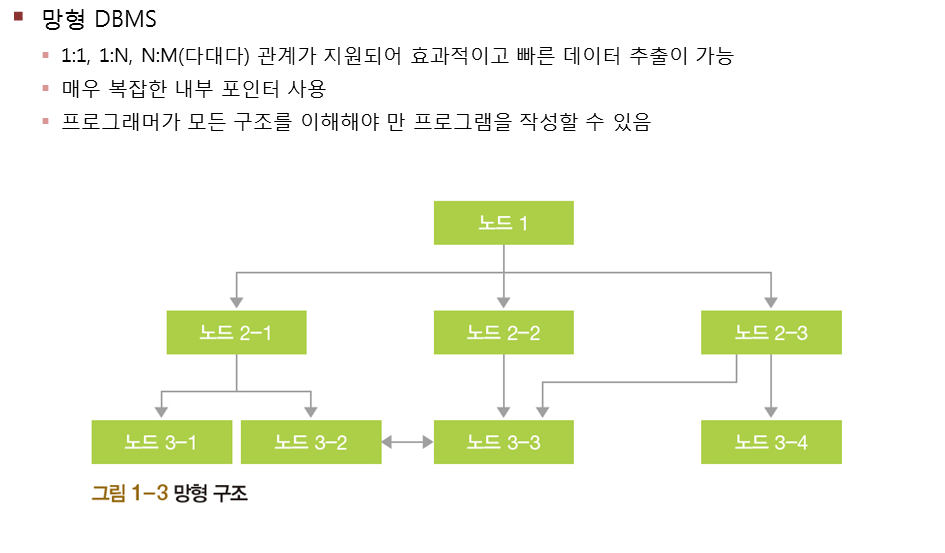 망형 DBMS
1:1, 1:N, N:M(다대다) 관계가 지원되어 효과적이고 빠른 데이터 추출이 가능
매우 복잡한 내부 포인터 사용
프로그래머가 모든 구조를 이해해야 만 프로그램을 작성할 수 있음
노드 1
노드 2-1
노드 2-2
노드 2-3
노드 3-1
노드 3-2
노드 3-3
노드 3-4
그림 1-3 망형 구조